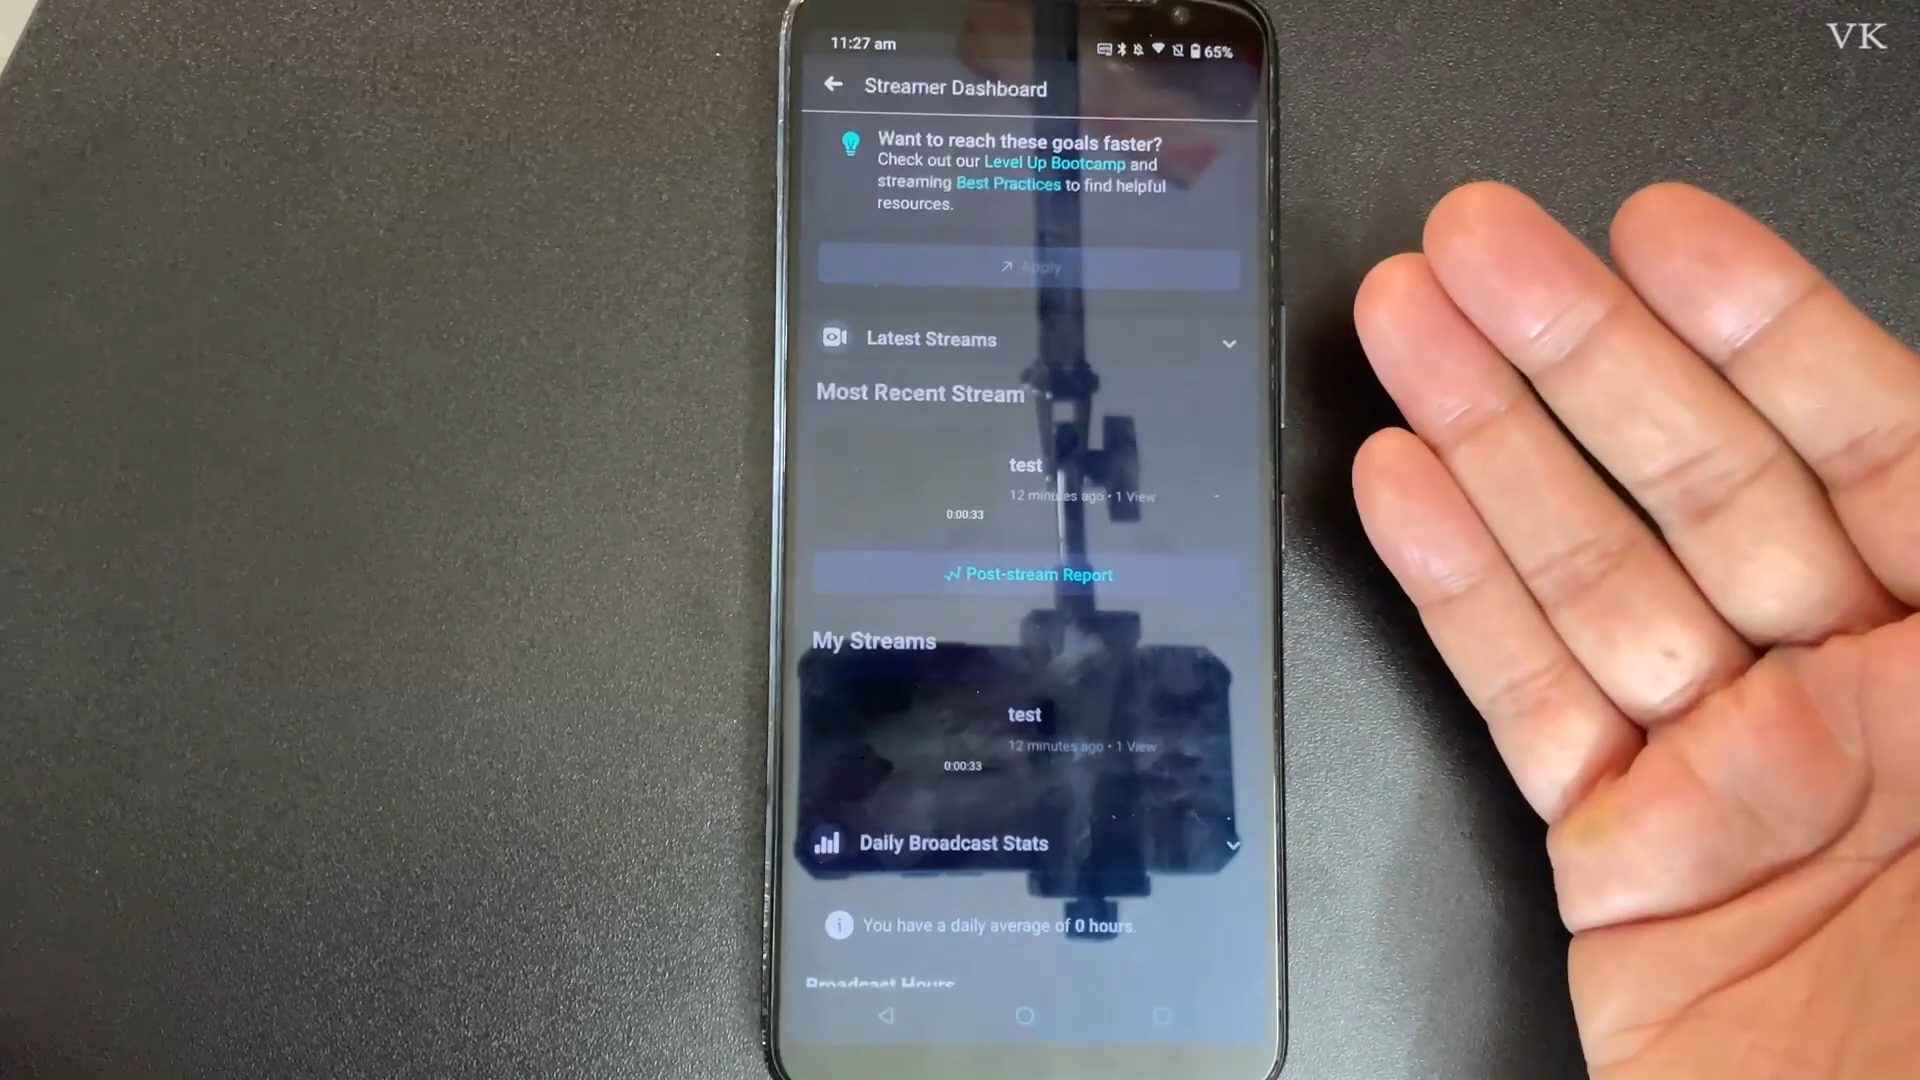 VK
11:27 am
65%
Streamer Dashboard
Want to reach these goals faster?
Check out our Level Up Bootcamp and
streaming Best Practices to find helpful
resources.
Apply
Latest Streams
Most Recent Stream
test
12 minutes ago • 1 View
0:00:33
Post-stream Report
My Streams
test
12 minutes ago • 1 View
0:00:33
Daily Broadcast Stats
You have a daily average of 0 hours.
Broadcast Hours